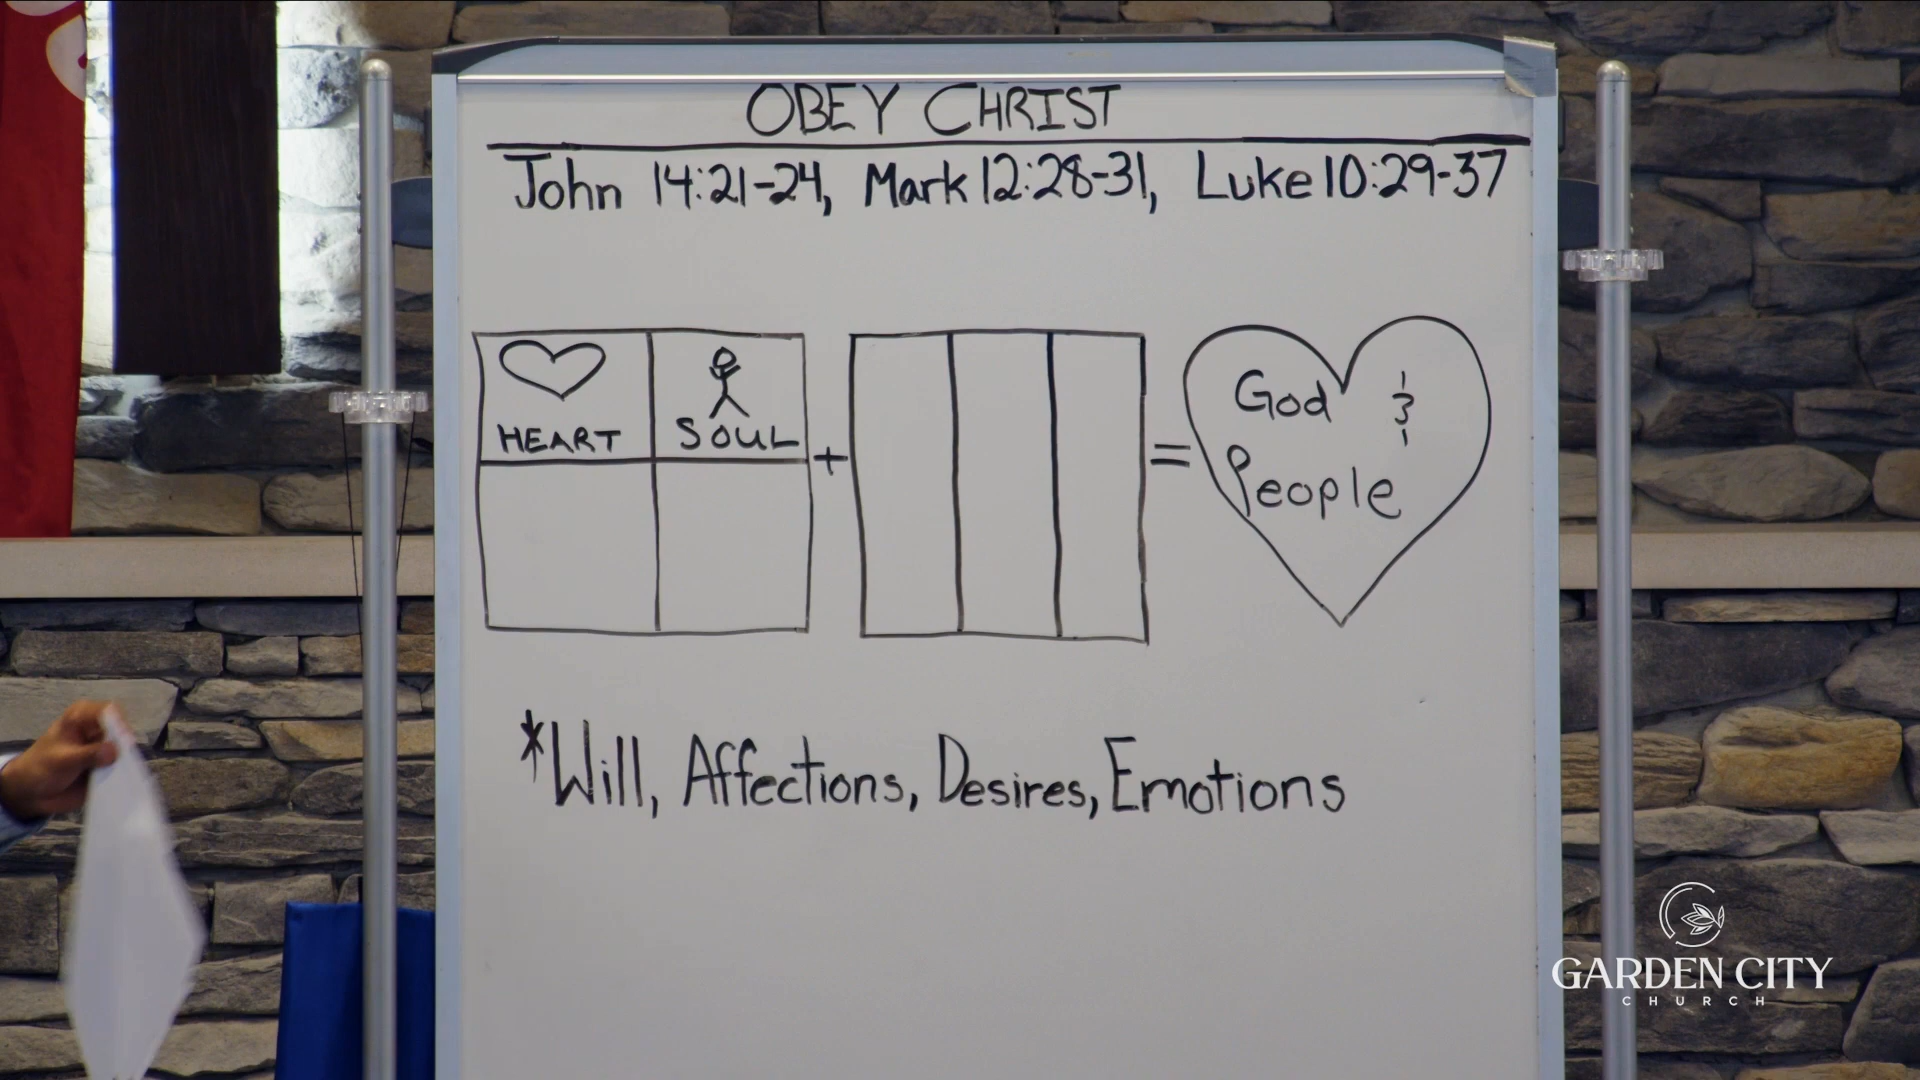 OBEY CHRIST
John 14:21-24, Mark 12:28-31, Luke 10:29-37
HEART
SOUL
+
=
God &
People
*Will, Affections, Desires, Emotions
GARDEN CITY
CHURCH